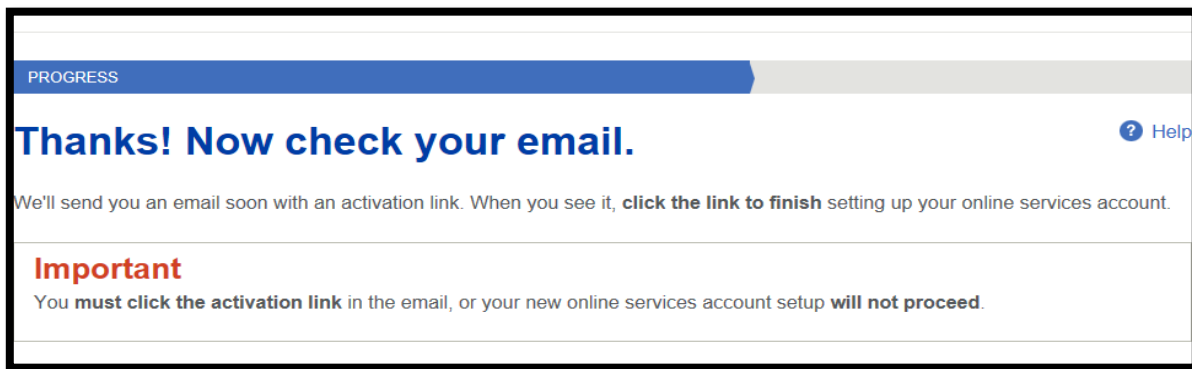 PROGRESS
Thanks! Now check your email.
Help
We'll send you an email soon with an activation link. When you see it, click the link to finish setting up your online services account.
Important
You must click the activation link in the email, or your new online services account setup will not proceed.